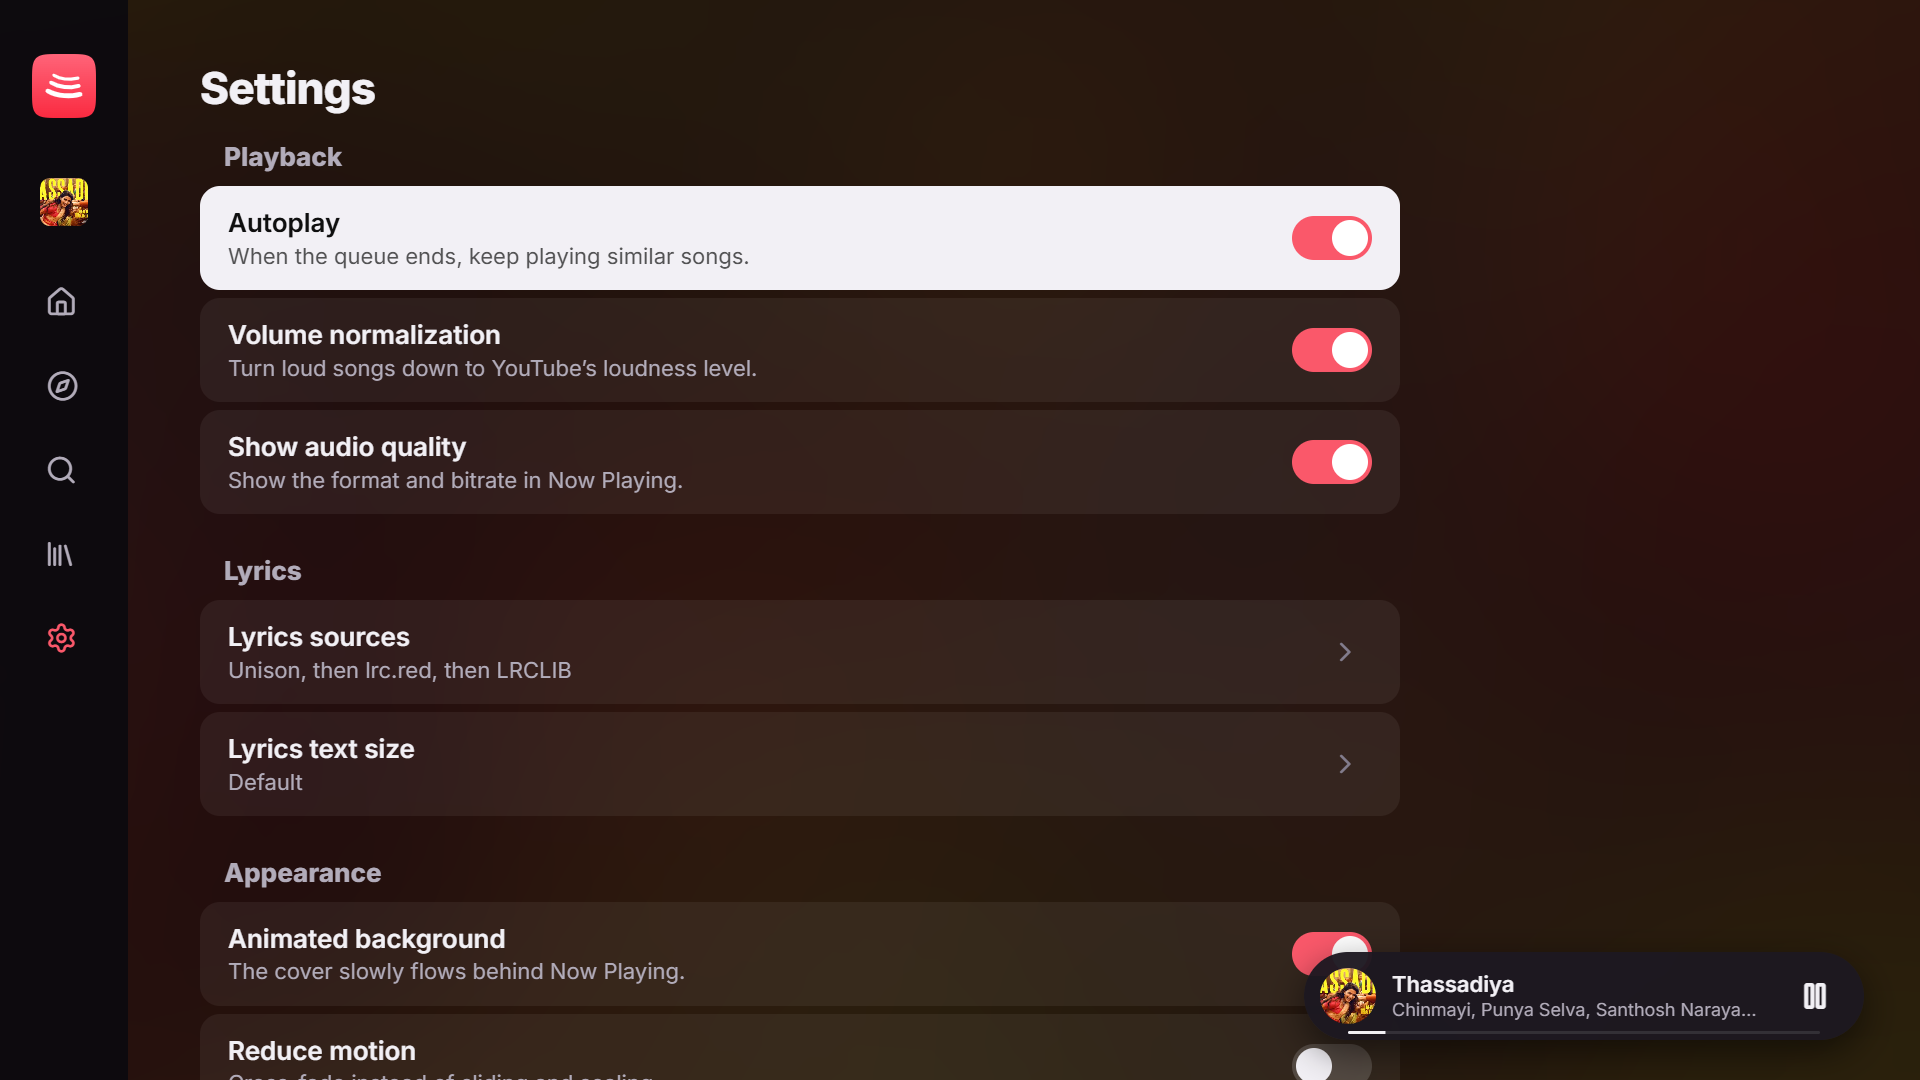 Settings
Playback
Autoplay
When the queue ends, keep playing similar songs.
Volume normalization
Turn loud songs down to YouTube’s loudness level.
Show audio quality
Show the format and bitrate in Now Playing.
Lyrics
Lyrics sources
Unison, then lrc.red, then LRCLIB
Lyrics text size
Default
Appearance
Animated background
The cover slowly flows behind Now Playing.
Reduce motion
Thassadiya
Chinmayi, Punya Selva, Santhosh Naraya...